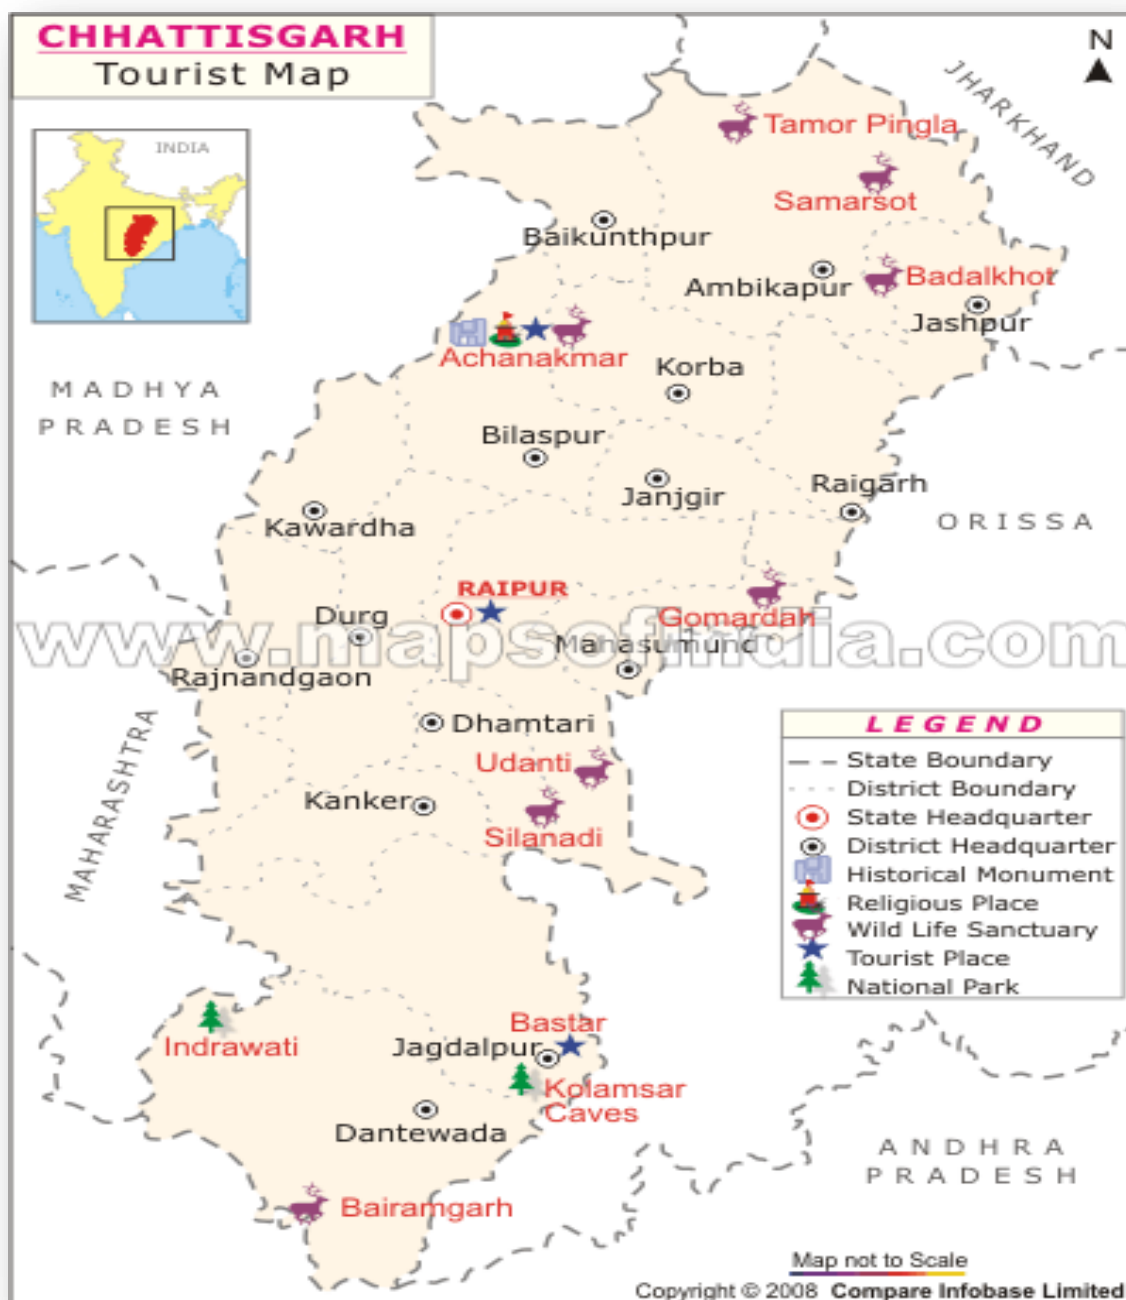 CHHATTISGARH
Tourist Map
N
INDIA
JHARKHAND
Tamor Pingla
Samarsot
Baikunthpur
Ambikapur
Badalkhol
Jashpur
Achanakmar
MADHYA
PRADESH
Korba
Bilaspur
Janjgir
Raigarh
Kawardha
ORISSA
RAIPUR
Durg
Gomardah
www.mapsofindia.com
Mahasumund
Rajnandgaon
MAHARASHTRA
Dhamtari
Udanti
Kanker
Silanadi
LEGEND
State Boundary
District Boundary
State Headquarter
District Headquarter
Historical Monument
Religious Place
Wild Life Sanctuary
Tourist Place
National Park
Indrawati
Bastar
Jagdalpur
Kolamsar
Caves
Dantewada
ANDHRA
PRADESH
Bairamgarh
Map not to Scale
Copyright © 2008 Compare Infobase Limited